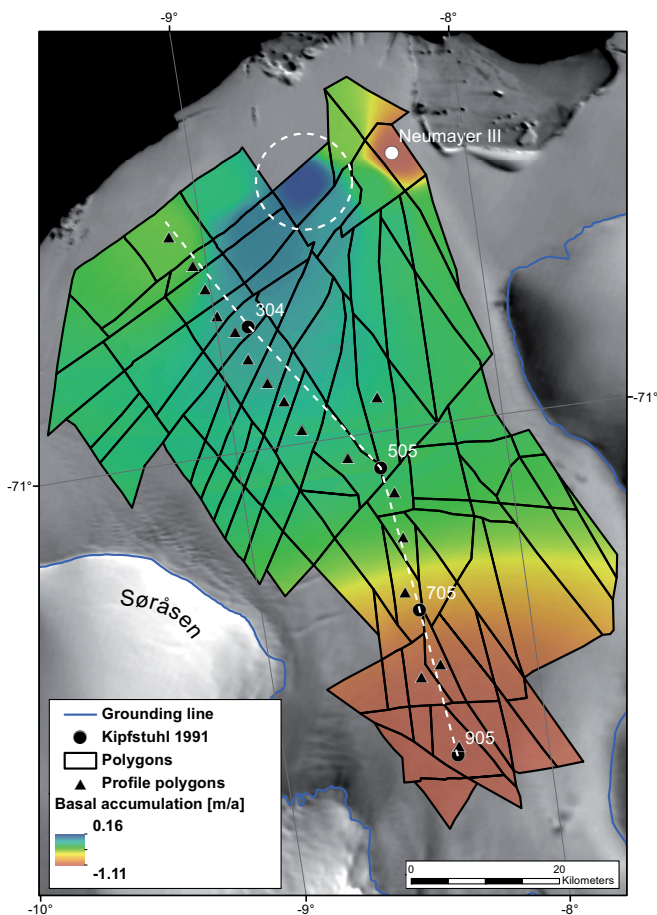 -9°
-8°
Neumayer III
304
-71°
505
-71°
705
Søråsen
905
Grounding line
Kipfstuhl 1991
Polygons
Profile polygons
Basal accumulation [m/a]
0.16
-1.11
0 20
Kilometers
-10° -9° -8°